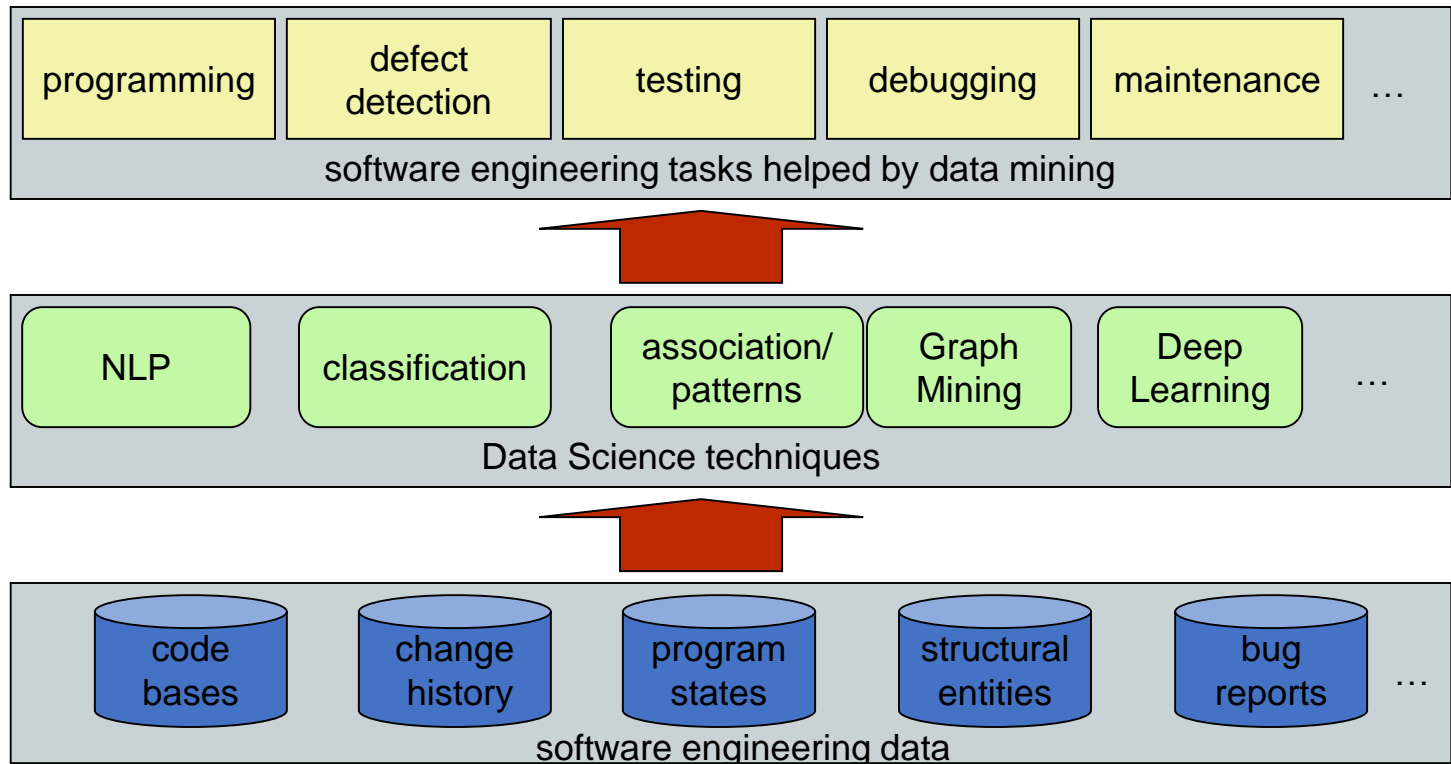 programming
defect
detection
testing
debugging
maintenance
…
software engineering tasks helped by data mining
NLP
classification
association/
patterns
Graph
Mining
Deep
Learning
…
Data Science techniques
code
bases
change
history
program
states
structural
entities
bug
reports
…
software engineering data